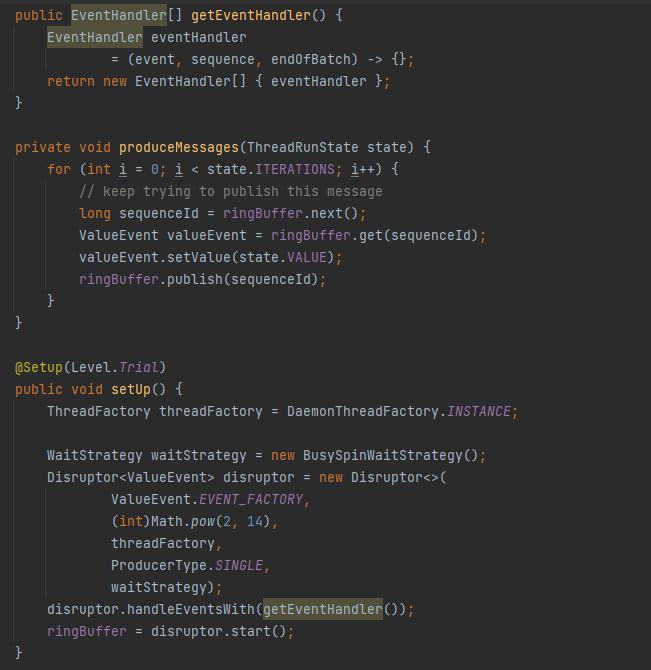 public EventHandler[] getEventHandler() {
    EventHandler eventHandler
            = (event, sequence, endOfBatch) -> {};
    return new EventHandler[] { eventHandler };
}

private void produceMessages(ThreadRunState state) {
    for (int i = 0; i < state.ITERATIONS; i++) {
        // keep trying to publish this message
        long sequenceId = ringBuffer.next();
        ValueEvent valueEvent = ringBuffer.get(sequenceId);
        valueEvent.setValue(state.VALUE);
        ringBuffer.publish(sequenceId);
    }
}

@Setup(Level.Trial)
public void setUp() {
    ThreadFactory threadFactory = DaemonThreadFactory.INSTANCE;

    WaitStrategy waitStrategy = new BusySpinWaitStrategy();
    Disruptor<ValueEvent> disruptor = new Disruptor<>(
            ValueEvent.EVENT_FACTORY,
            (int)Math.pow(2, 14),
            threadFactory,
            ProducerType.SINGLE,
            waitStrategy);
    disruptor.handleEventsWith(getEventHandler());
    ringBuffer = disruptor.start();
}